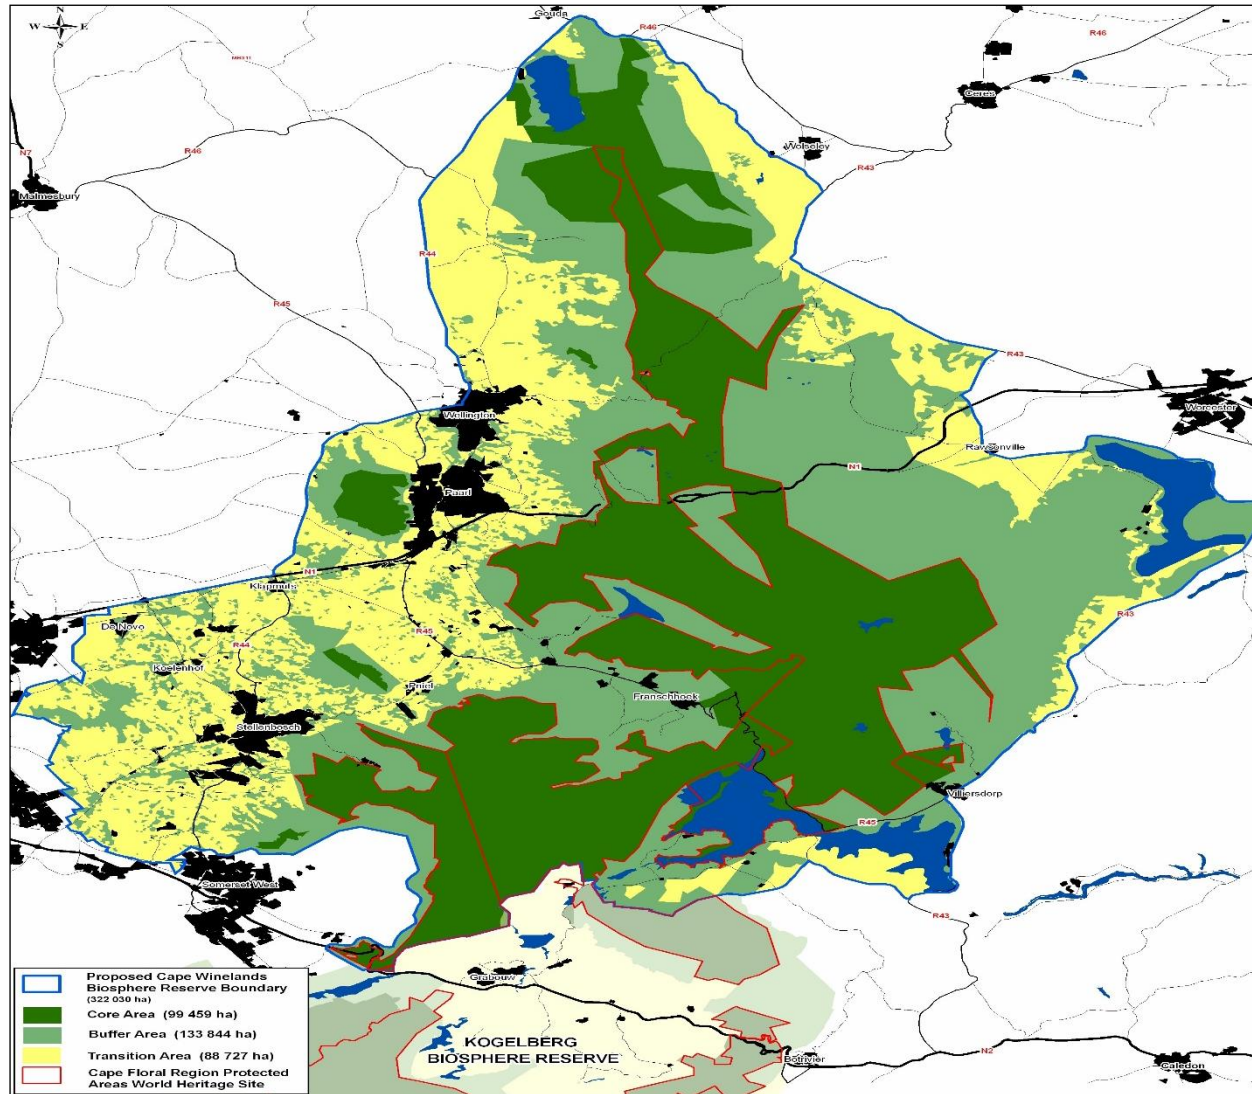 N
W E
S
Gouda
R46
R46
Ceres
Wolseley
R43
N7
R46
Malmesbury
R44
R45
R43
Wellington
Worcester
Rawsonville
N1
Paarl
N1
Klapmuts
R43
De Novo
R45
R44
Koelenhof
Pniel
Franschhoek
Stellenbosch
Villiersdorp
R45
Somerset West
R43
Grabouw
KOGELBERG
BIOSPHERE RESERVE
Botrivier
N2
Caledon
Proposed Cape Winelands
Biosphere Reserve Boundary
(322 030 ha)
Core Area (99 459 ha)
Buffer Area (133 844 ha)
Transition Area (88 727 ha)
Cape Floral Region Protected
Areas World Heritage Site